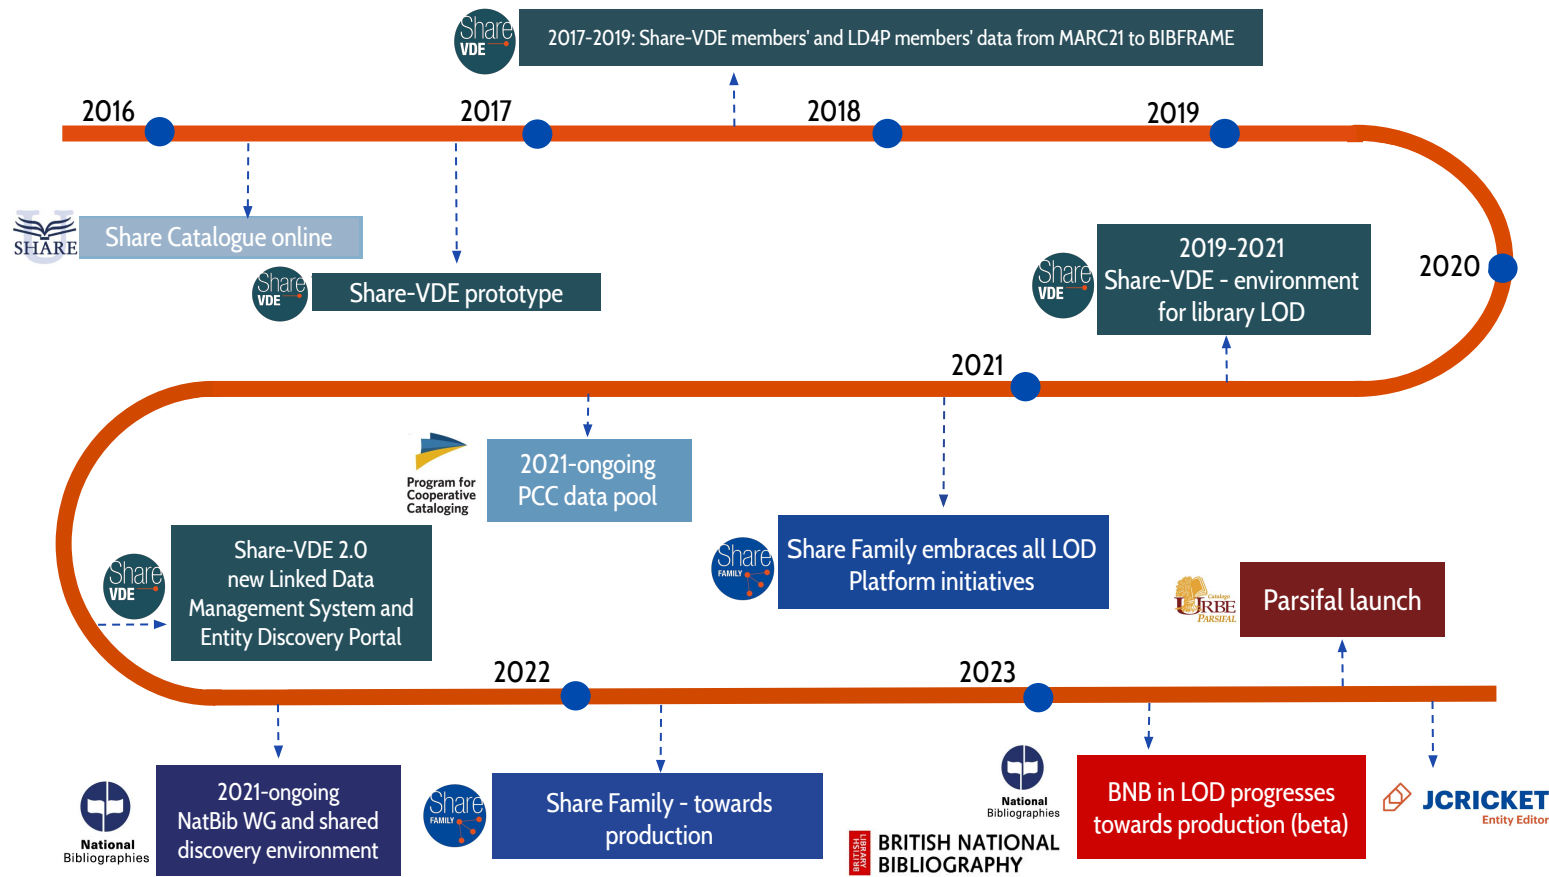 Share
VDE
2017-2019: Share-VDE members' and LD4P members' data from MARC21 to BIBFRAME
2016
2017
2018
2019
U
SHARE
Share Catalogue online
Share
VDE
Share-VDE prototype
Share
VDE
2019-2021
Share-VDE - environment
for library LOD
2020
2021
Program for
Cooperative
Cataloging
2021-ongoing
PCC data pool
Share
FAMILY
Share Family embraces all LOD
Platform initiatives
Share
VDE
Share-VDE 2.0
new Linked Data
Management System and
Entity Discovery Portal
Catalogo
URBE
PARSIFAL
Parsifal launch
2022
2023
National
Bibliographies
2021-ongoing
NatBib WG and shared
discovery environment
Share
FAMILY
Share Family - towards
production
National
Bibliographies
BRITISH
LIBRARY
BRITISH NATIONAL
BIBLIOGRAPHY
BNB in LOD progresses
towards production (beta)
JCRICKET
Entity Editor